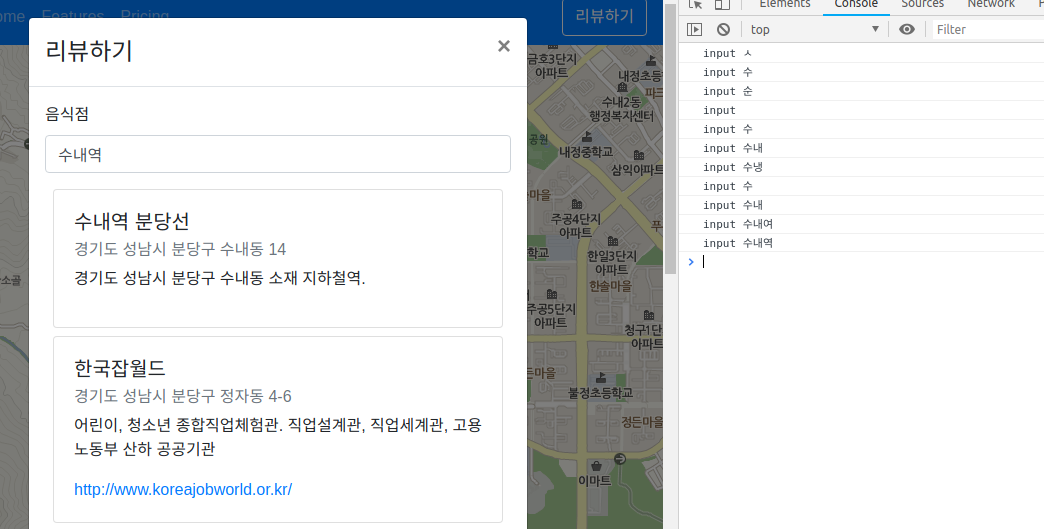 ome Features Pricing
리뷰하기
리뷰하기 ×
음식점
수내역
수내역 분당선
경기도 성남시 분당구 수내동 14
경기도 성남시 분당구 수내동 소재 지하철역.
한국잡월드
경기도 성남시 분당구 정자동 4-6
어린이, 청소년 종합직업체험관. 직업설계관, 직업세계관, 고용
노동부 산하 공공기관
http://www.koreajobworld.or.kr/
금호3단지
아파트
내정초등
파크
수내2동
행정복지센터
공원
내정중학교
삼익아파트
마을
주공4단지
아파트
푸
학교
한일3단지
아파트
한솔마을
주공5단지
아파트
청구1단
아파트
든마을
불정초등학교
정든마을
이마트
소골
Elements Console Sources Network
top Filter
input ㅅ
input 수
input 순
input
input 수
input 수내
input 수냉
input 수
input 수내
input 수내여
input 수내역